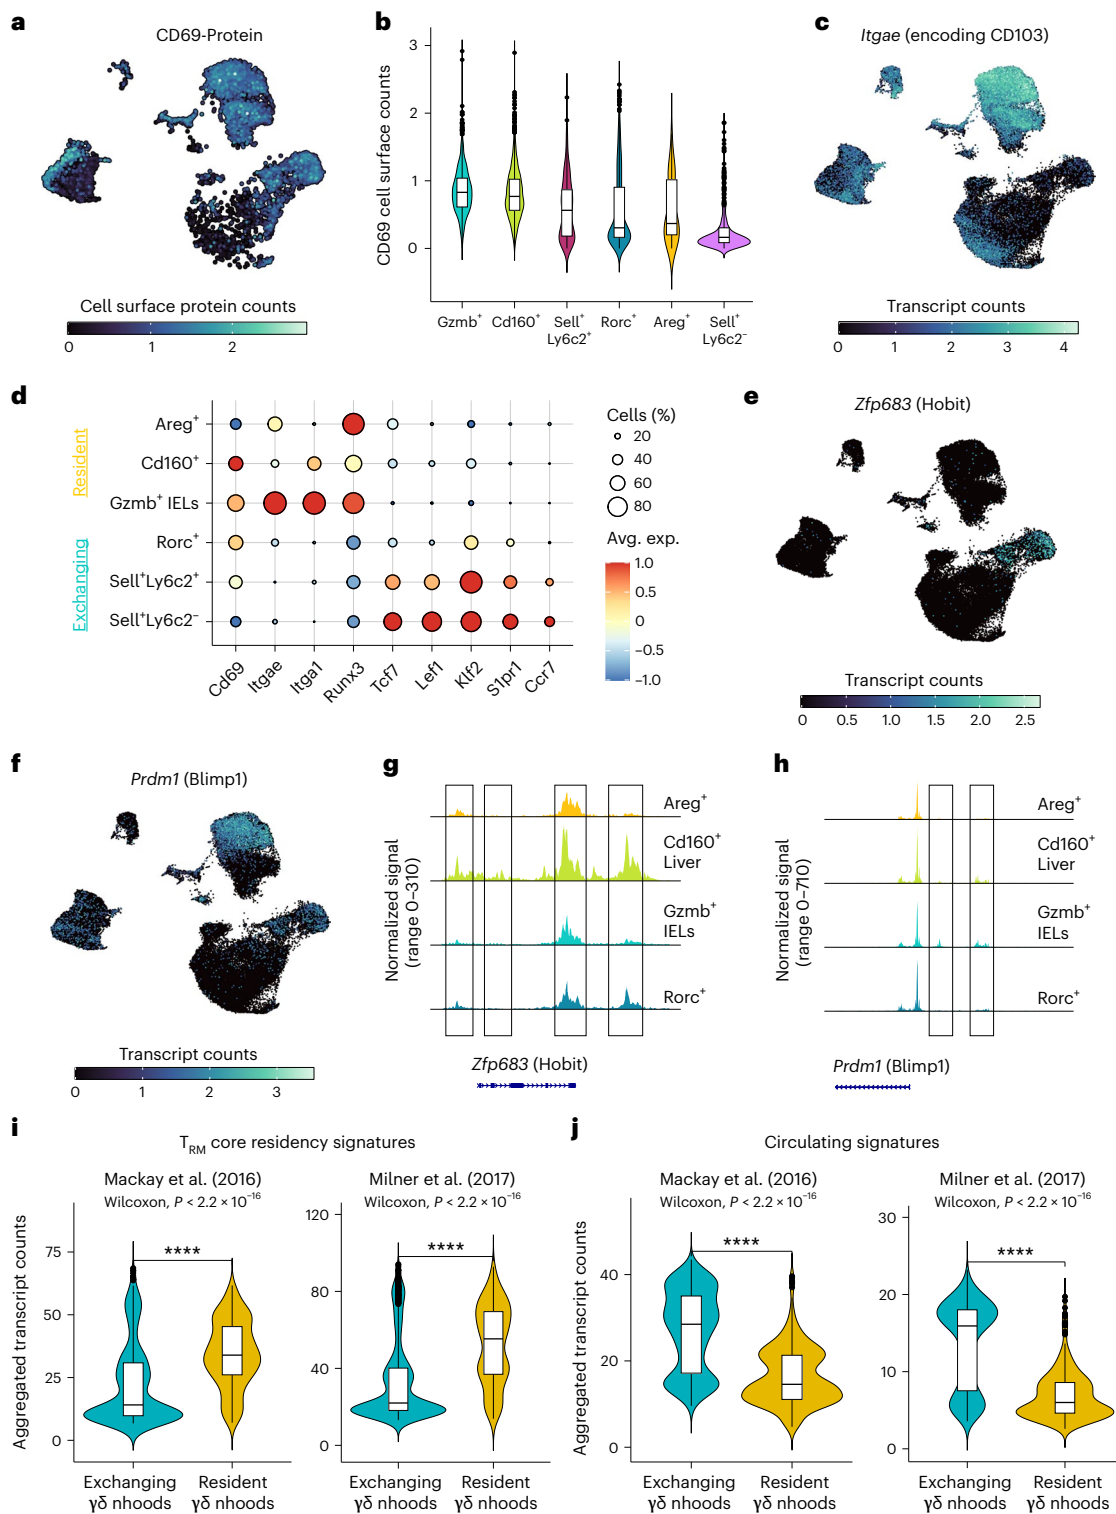 a
CD69-Protein
Cell surface protein counts
0 1 2
b
CD69 cell surface counts
3
2
1
0
Gzmb⁺ Cd160⁺ Sell⁺ Rorc⁺ Areg⁺ Sell⁺
Ly6c2⁺ Ly6c2⁻
c
Itgae (encoding CD103)
Transcript counts
0 1 2 3 4
d
Resident
Exchanging
Areg⁺
Cd160⁺
Gzmb⁺ IELs
Rorc⁺
Sell⁺Ly6c2⁺
Sell⁺Ly6c2⁻
Cd69 Itgae Itga1 Runx3 Tcf7 Lef1 Klf2 S1pr1 Ccr7
Cells (%)
20
40
60
80
Avg. exp.
1.0
0.5
0
−0.5
−1.0
e
Zfp683 (Hobit)
Transcript counts
0 0.5 1.0 1.5 2.0 2.5
f
Prdm1 (Blimp1)
Transcript counts
0 1 2 3
g
Normalized signal
(range 0–310)
Areg⁺
Cd160⁺
Liver
Gzmb⁺
IELs
Rorc⁺
Zfp683 (Hobit)
h
Normalized signal
(range 0–710)
Areg⁺
Cd160⁺
Liver
Gzmb⁺
IELs
Rorc⁺
Prdm1 (Blimp1)
i
T_RM core residency signatures
Aggregated transcript counts
Mackay et al. (2016)
Wilcoxon, P < 2.2 × 10⁻¹⁶
****
75
50
25
0
Exchanging Resident
γδ nhoods γδ nhoods
Milner et al. (2017)
Wilcoxon, P < 2.2 × 10⁻¹⁶
****
120
80
40
0
Exchanging Resident
γδ nhoods γδ nhoods
j
Circulating signatures
Aggregated transcript counts
Mackay et al. (2016)
Wilcoxon, P < 2.2 × 10⁻¹⁶
****
40
20
0
Exchanging Resident
γδ nhoods γδ nhoods
Milner et al. (2017)
Wilcoxon, P < 2.2 × 10⁻¹⁶
****
30
20
10
0
Exchanging Resident
γδ nhoods γδ nhoods